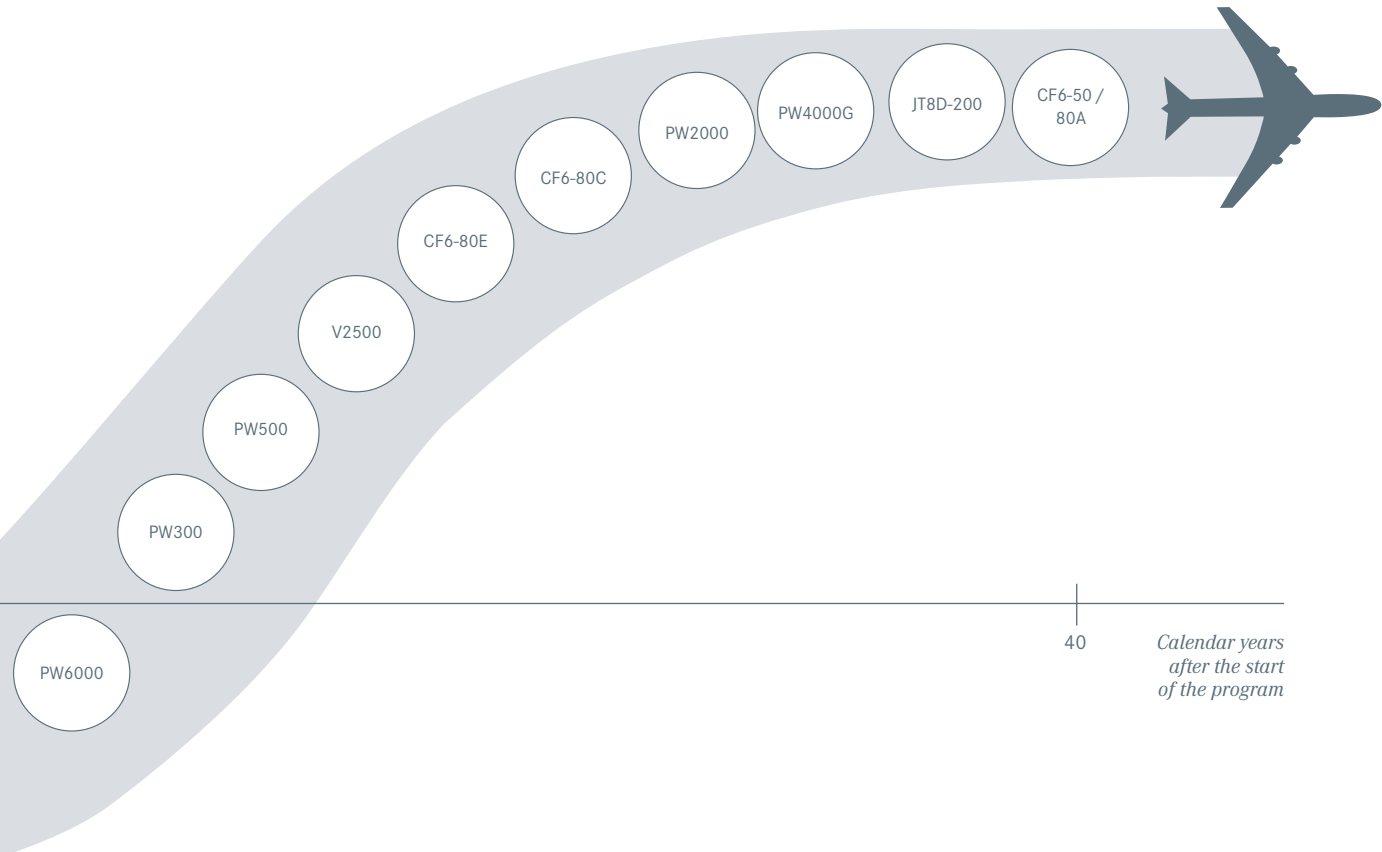 CF6-50 /
80A
JT8D-200
PW4000G
PW2000
CF6-80C
CF6-80E
V2500
PW500
PW300
PW6000
40
Calendar years
after the start
of the program